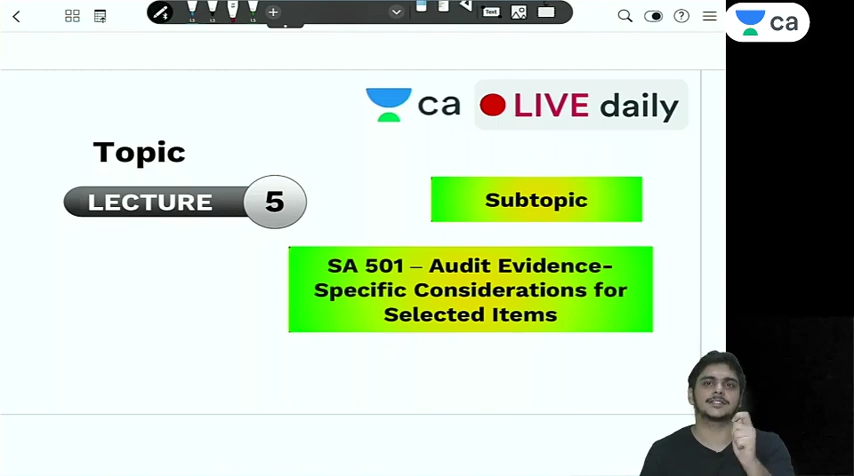 Text
ca
ca LIVE daily
Topic
LECTURE 5
Subtopic
SA 501 – Audit Evidence-
Specific Considerations for
Selected Items